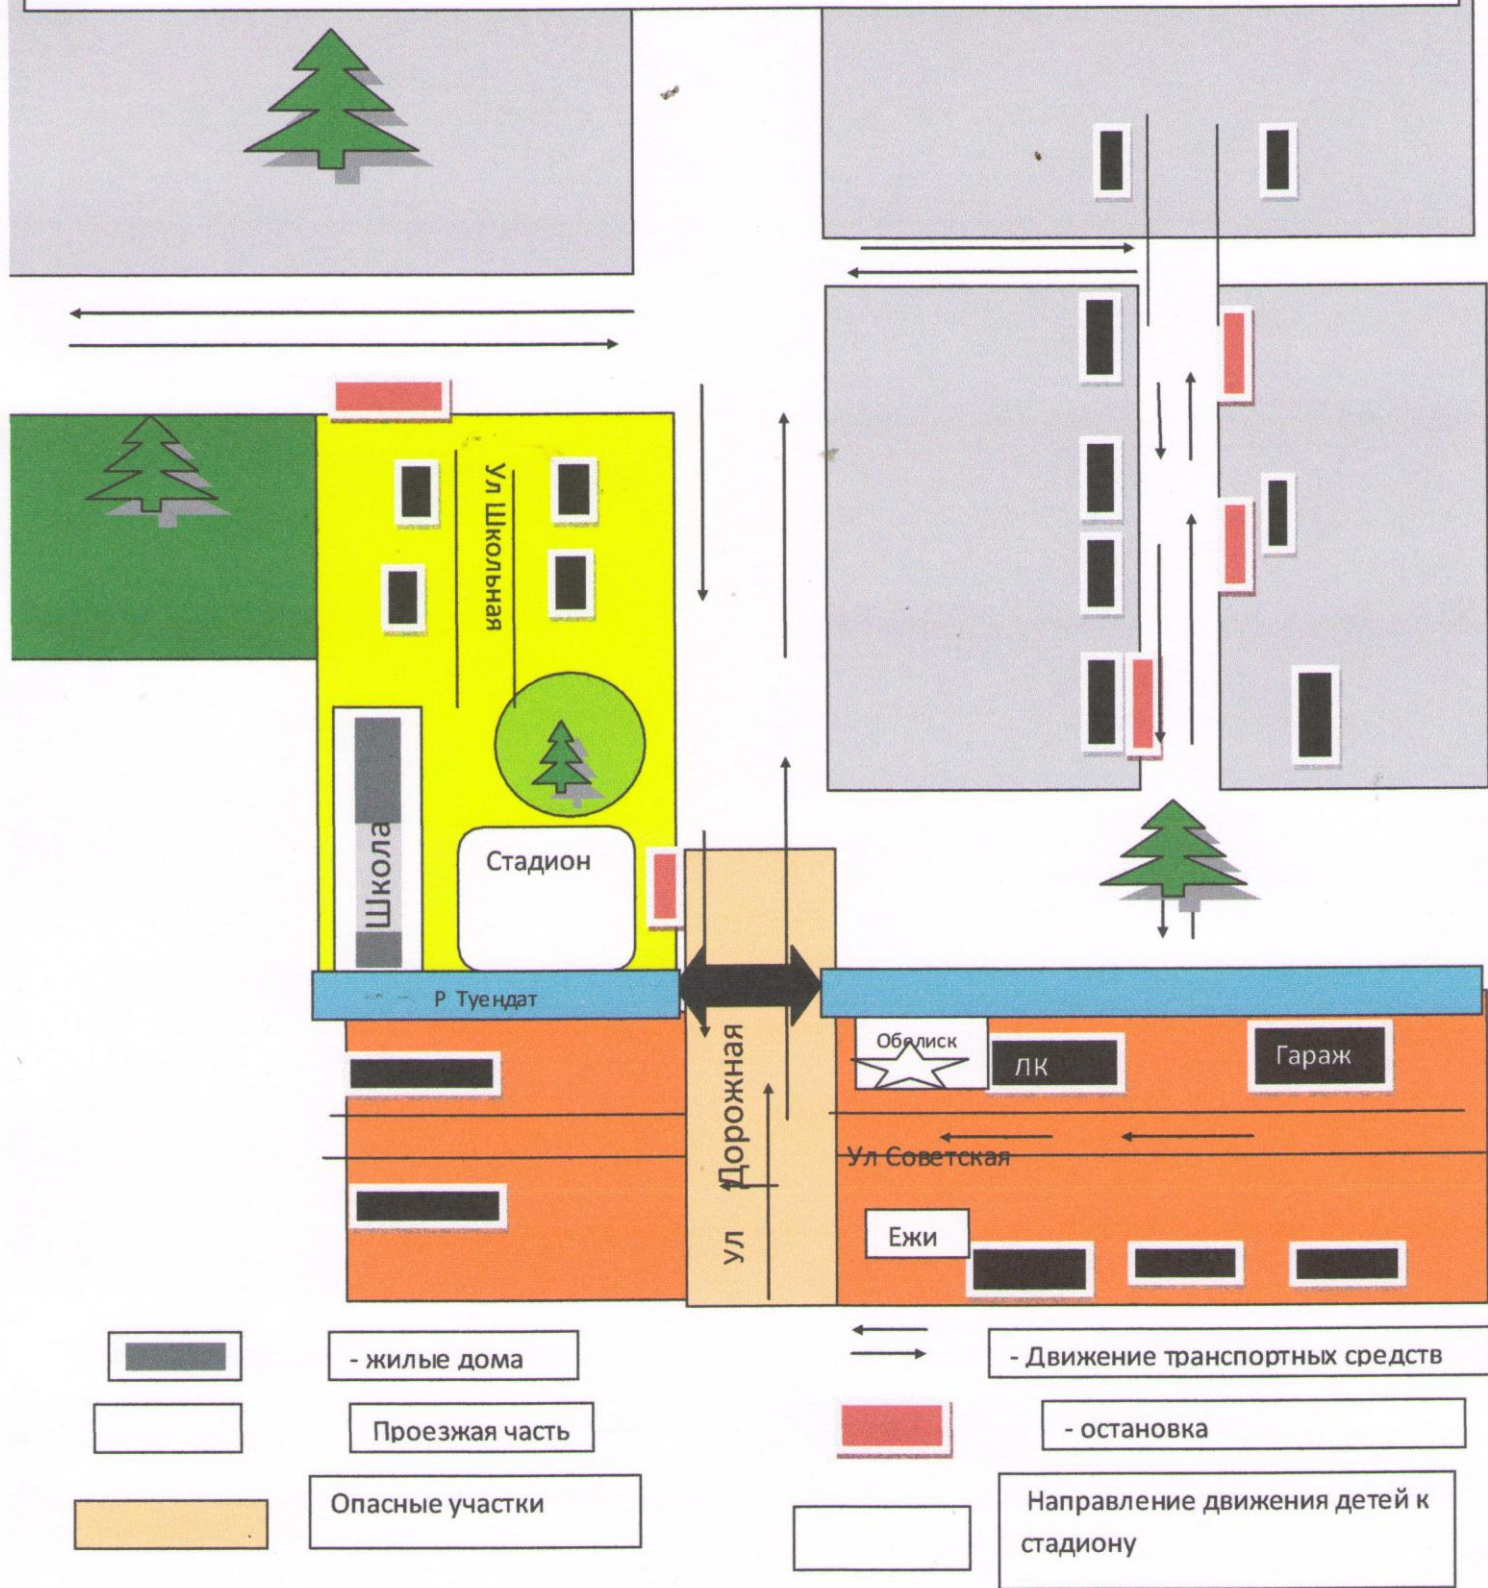 Ул Школьная
Школа
Стадион
Р Туендат
Ул Дорожная
Оболиск
ЛК
Гараж
Ул Советская
Ежи
- жилые дома
- Движение транспортных средств
Проезжая часть
- остановка
Опасные участки
Направление движения детей к
стадиону